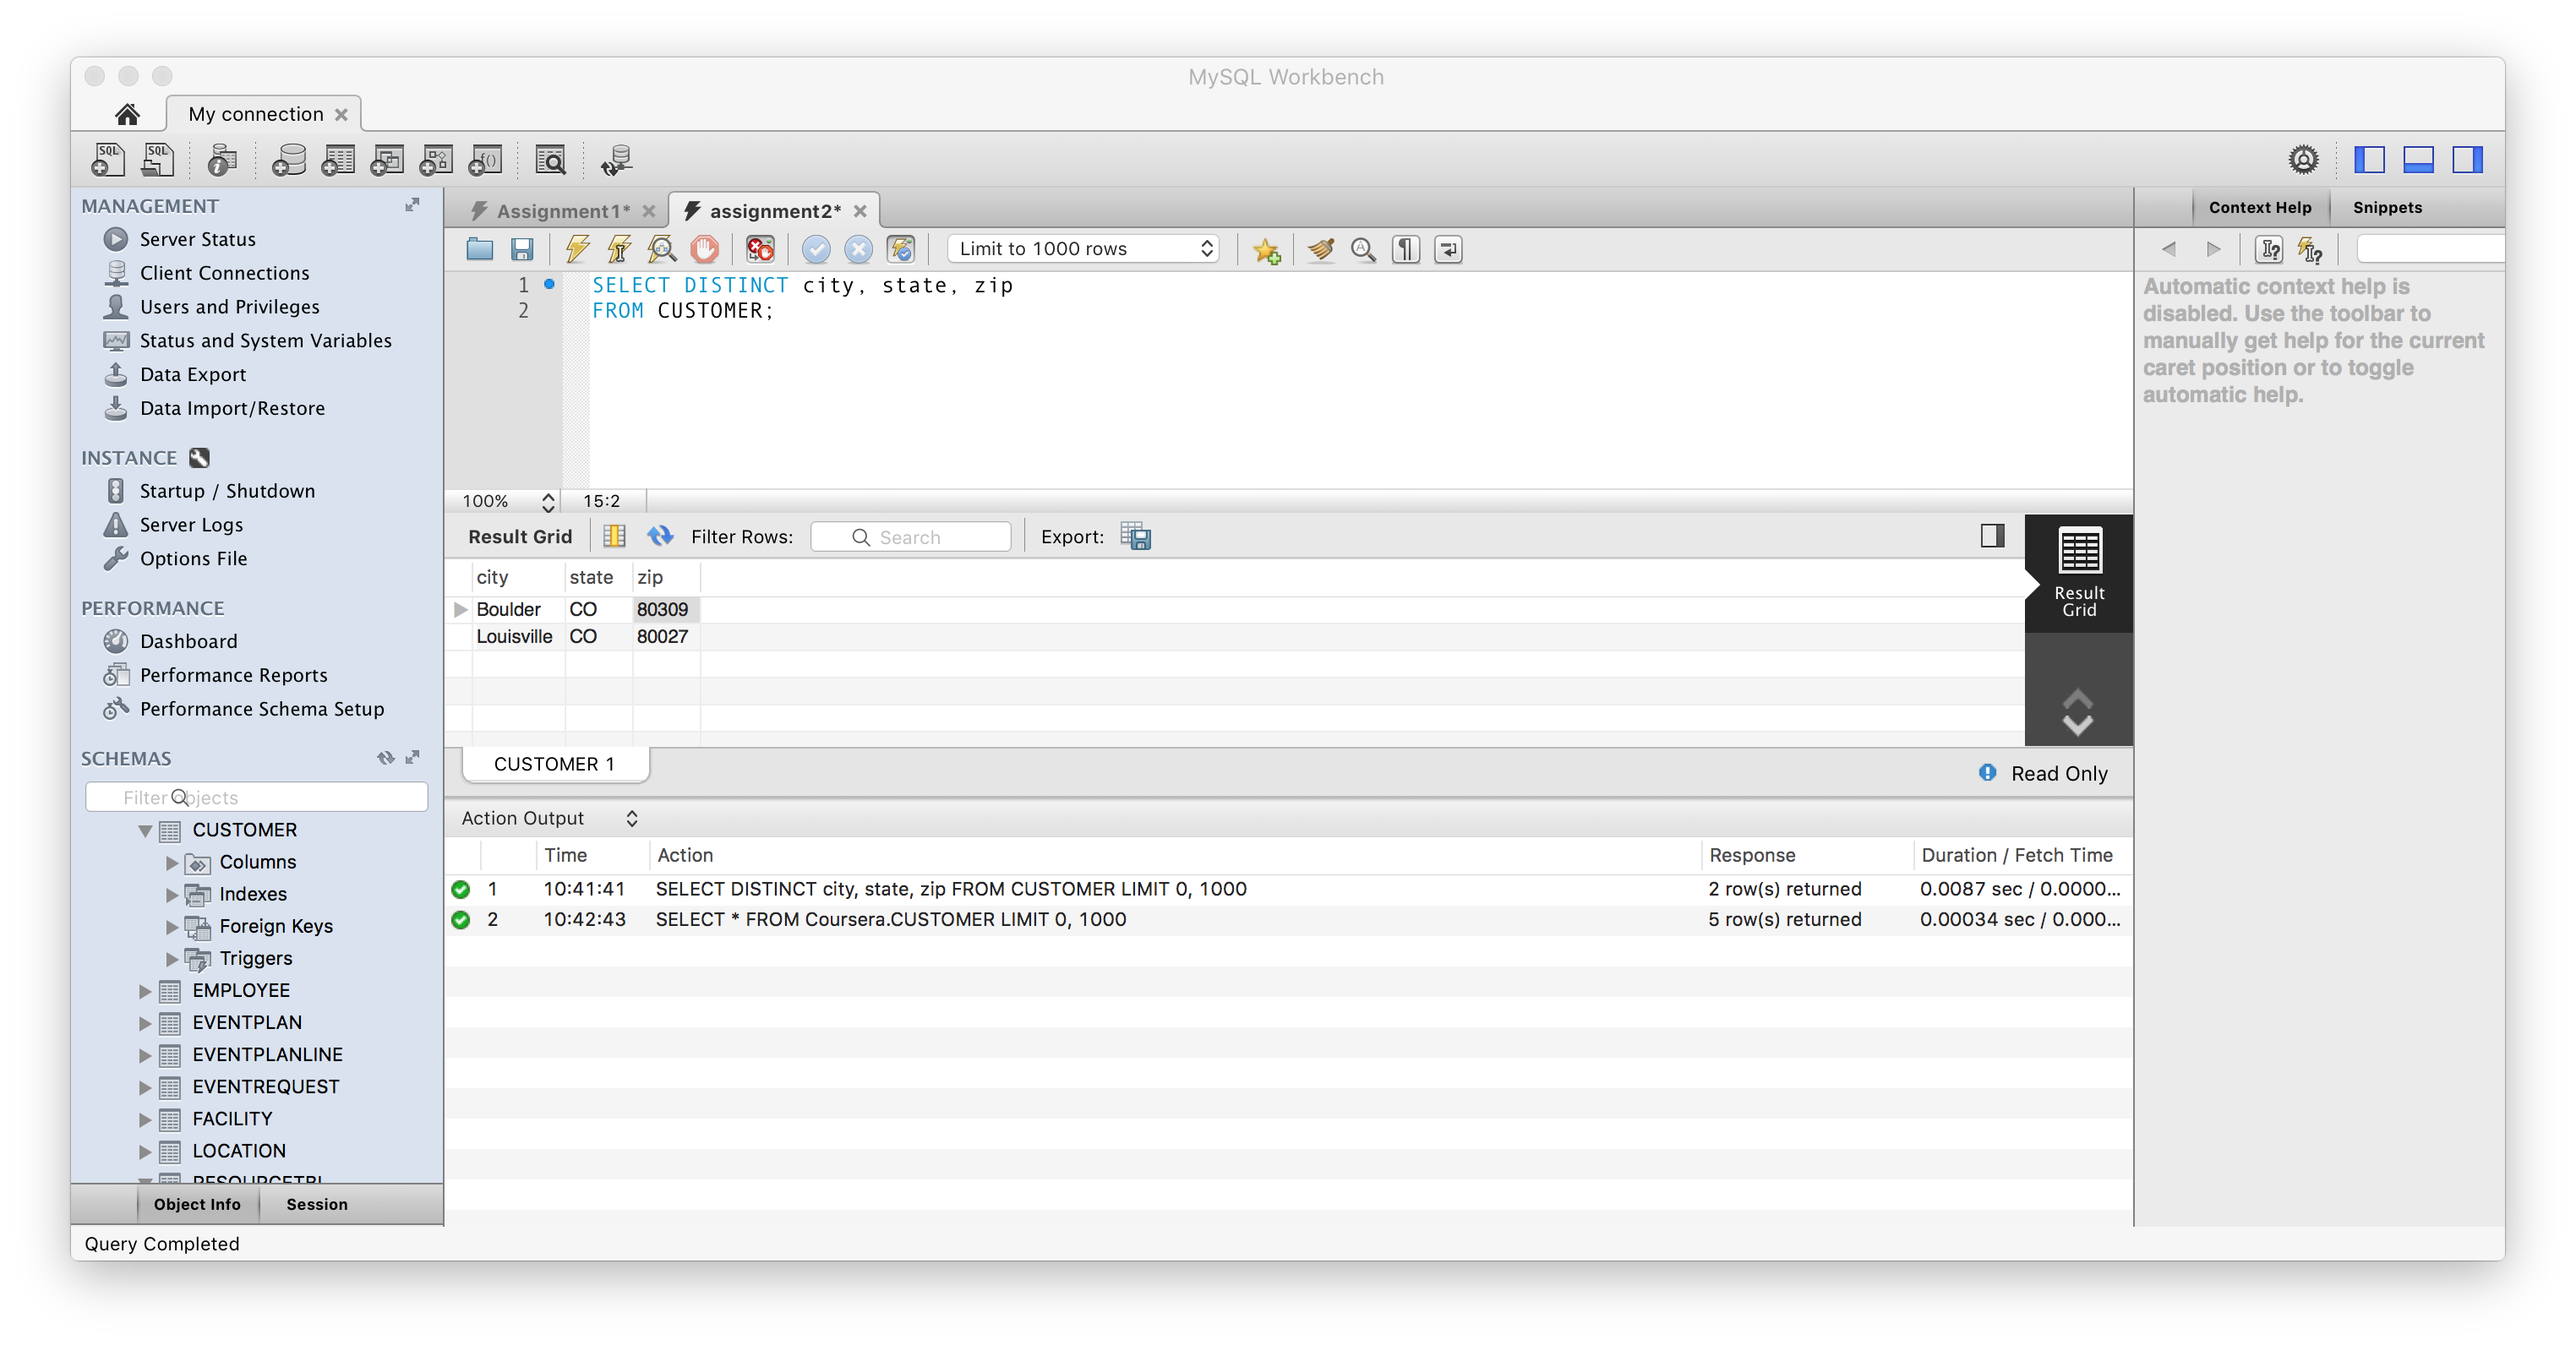 MySQL Workbench
My connection
MANAGEMENT
Server Status
Client Connections
Users and Privileges
Status and System Variables
Data Export
Data Import/Restore
INSTANCE
Startup / Shutdown
Server Logs
Options File
PERFORMANCE
Dashboard
Performance Reports
Performance Schema Setup
SCHEMAS
Filter objects
CUSTOMER
Columns
Indexes
Foreign Keys
Triggers
EMPLOYEE
EVENTPLAN
EVENTPLANLINE
EVENTREQUEST
FACILITY
LOCATION
RESOURCETBL
Object Info Session
Query Completed
Assignment1* assignment2*
Limit to 1000 rows
1 SELECT DISTINCT city, state, zip
2 FROM CUSTOMER;
100% 15:2
Result Grid Filter Rows: Search Export:
city state zip
Boulder CO 80309
Louisville CO 80027
Result
Grid
CUSTOMER 1
Read Only
Action Output
Time Action Response Duration / Fetch Time
1 10:41:41 SELECT DISTINCT city, state, zip FROM CUSTOMER LIMIT 0, 1000 2 row(s) returned 0.0087 sec / 0.0000...
2 10:42:43 SELECT * FROM Coursera.CUSTOMER LIMIT 0, 1000 5 row(s) returned 0.00034 sec / 0.000...
Context Help Snippets
Automatic context help is
disabled. Use the toolbar to
manually get help for the current
caret position or to toggle
automatic help.